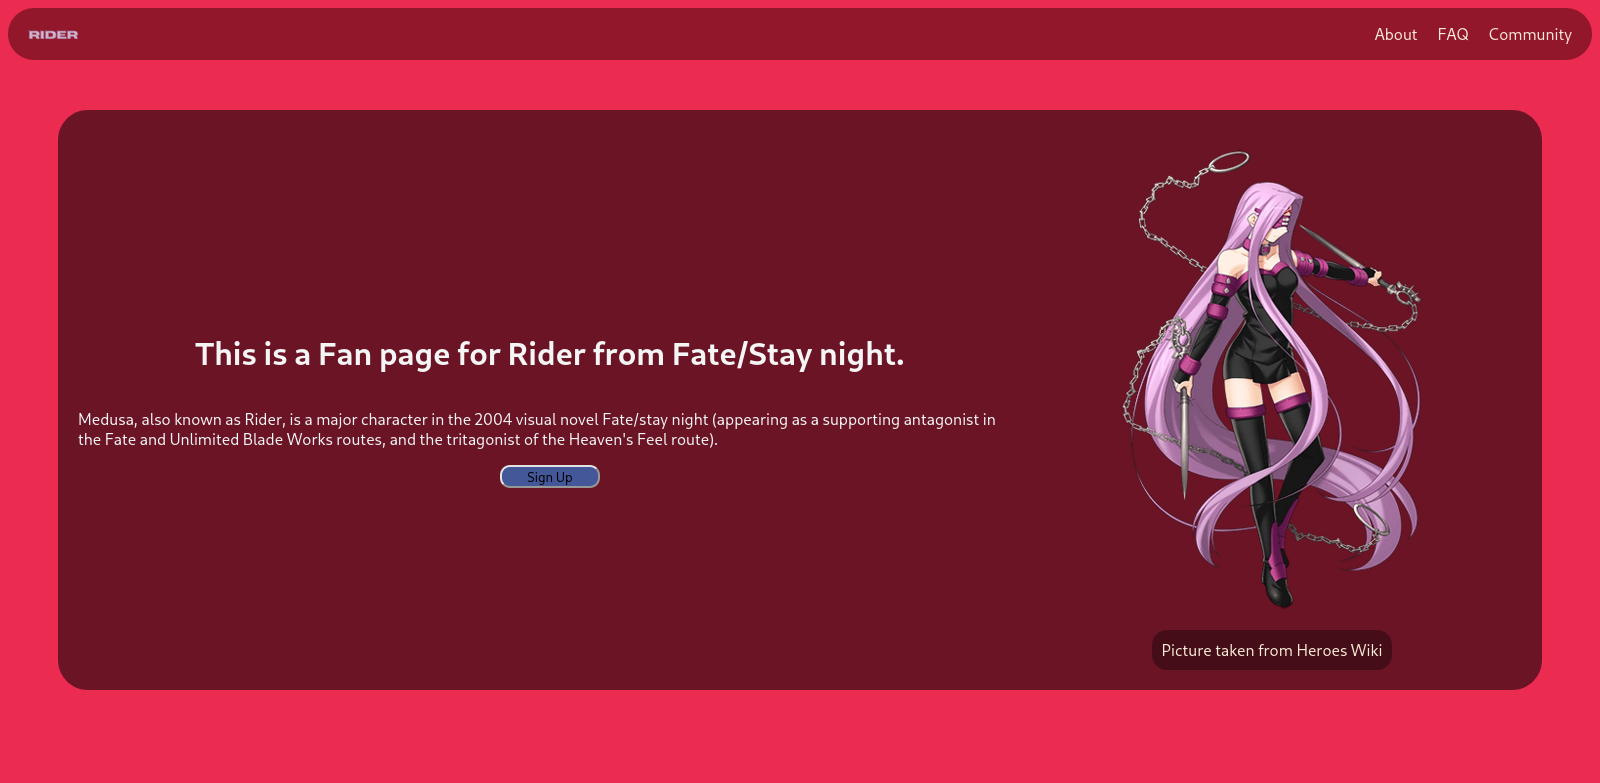 RIDER
About FAQ Community
This is a Fan page for Rider from Fate/Stay night.
Medusa, also known as Rider, is a major character in the 2004 visual novel Fate/stay night (appearing as a supporting antagonist in
the Fate and Unlimited Blade Works routes, and the tritagonist of the Heaven's Feel route).
Sign Up
Picture taken from Heroes Wiki